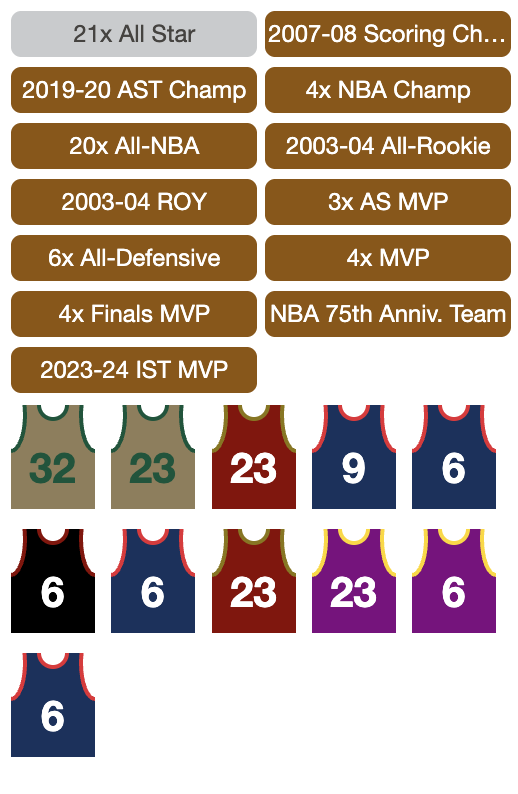 21x All Star
2007-08 Scoring Ch...
2019-20 AST Champ
4x NBA Champ
20x All-NBA
2003-04 All-Rookie
2003-04 ROY
3x AS MVP
6x All-Defensive
4x MVP
4x Finals MVP
NBA 75th Anniv. Team
2023-24 IST MVP
32 23 23 9 6
6 6 23 23 6
6